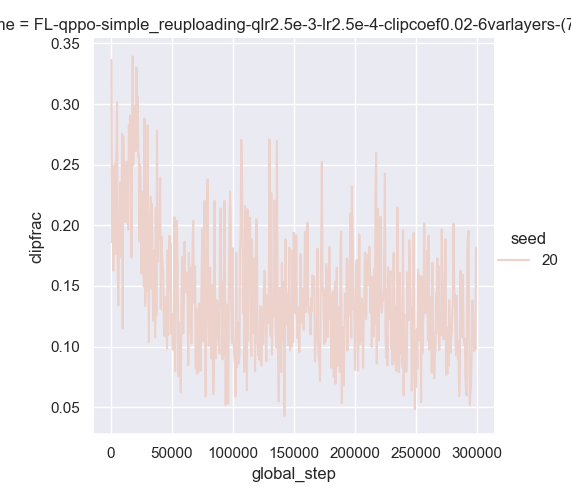 me = FL-qppo-simple_reuploading-qlr2.5e-3-lr2.5e-4-clipcoef0.02-6varlayers-(7
0.35
0.30
0.25
0.20
0.15
0.10
0.05
clipfrac
0 50000 100000 150000 200000 250000 300000
global_step
seed
20